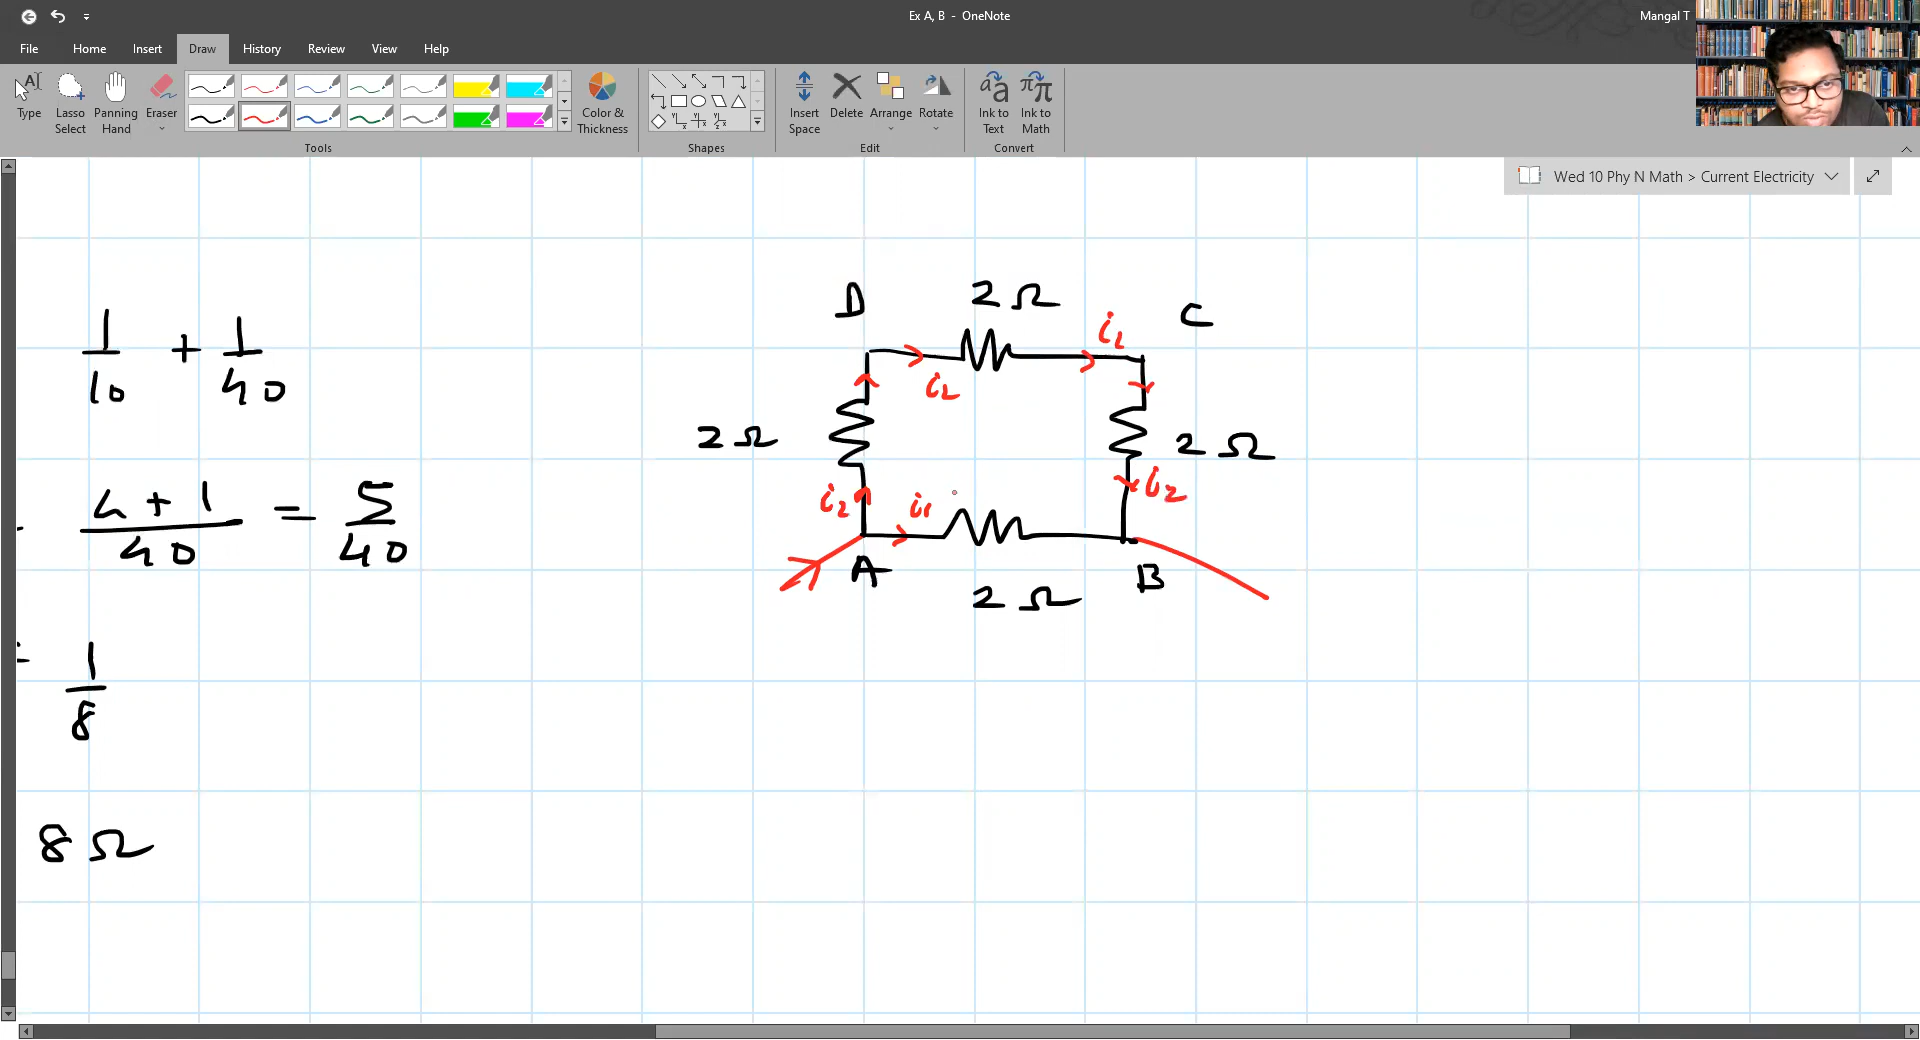 Ex A, B - OneNote
Mangal T
File Home Insert Draw History Review View Help
Type
Lasso Select
Panning Hand
Eraser
Color & Thickness
Insert Space
Delete
Arrange
Rotate
Ink to Text
Ink to Math
Tools
Shapes
Edit
Convert
Wed 10 Phy N Math > Current Electricity
1/10 + 1/40
4 + 1/40 = 5/40
= 1/8
8 Ω
D 2 Ω C
i2
i2
2 Ω
2 Ω
i2 i1 i2
A 2 Ω B